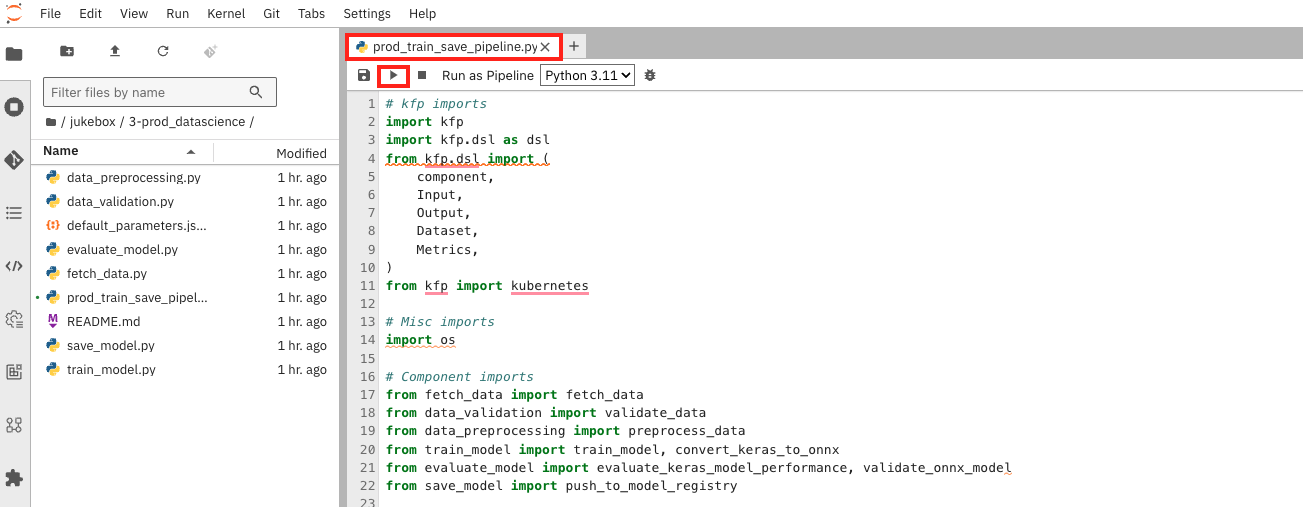 File Edit View Run Kernel Git Tabs Settings Help
Filter files by name
/ jukebox / 3-prod_datascience /
Name Modified
data_preprocessing.py 1 hr. ago
data_validation.py 1 hr. ago
default_parameters.js... 1 hr. ago
evaluate_model.py 1 hr. ago
fetch_data.py 1 hr. ago
prod_train_save_pipel... 1 hr. ago
README.md 1 hr. ago
save_model.py 1 hr. ago
train_model.py 1 hr. ago
prod_train_save_pipeline.py
Run as Pipeline Python 3.11
1 # kfp imports
2 import kfp
3 import kfp.dsl as dsl
4 from kfp.dsl import (
5     component,
6     Input,
7     Output,
8     Dataset,
9     Metrics,
10 )
11 from kfp import kubernetes
12
13 # Misc imports
14 import os
15
16 # Component imports
17 from fetch_data import fetch_data
18 from data_validation import validate_data
19 from data_preprocessing import preprocess_data
20 from train_model import train_model, convert_keras_to_onnx
21 from evaluate_model import evaluate_keras_model_performance, validate_onnx_model
22 from save_model import push_to_model_registry
23